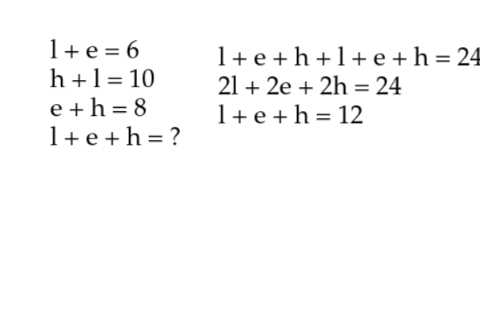 l + e = 6
h + l = 10
e + h = 8
l + e + h = ?
l + e + h + l + e + h = 24
2l + 2e + 2h = 24
l + e + h = 12